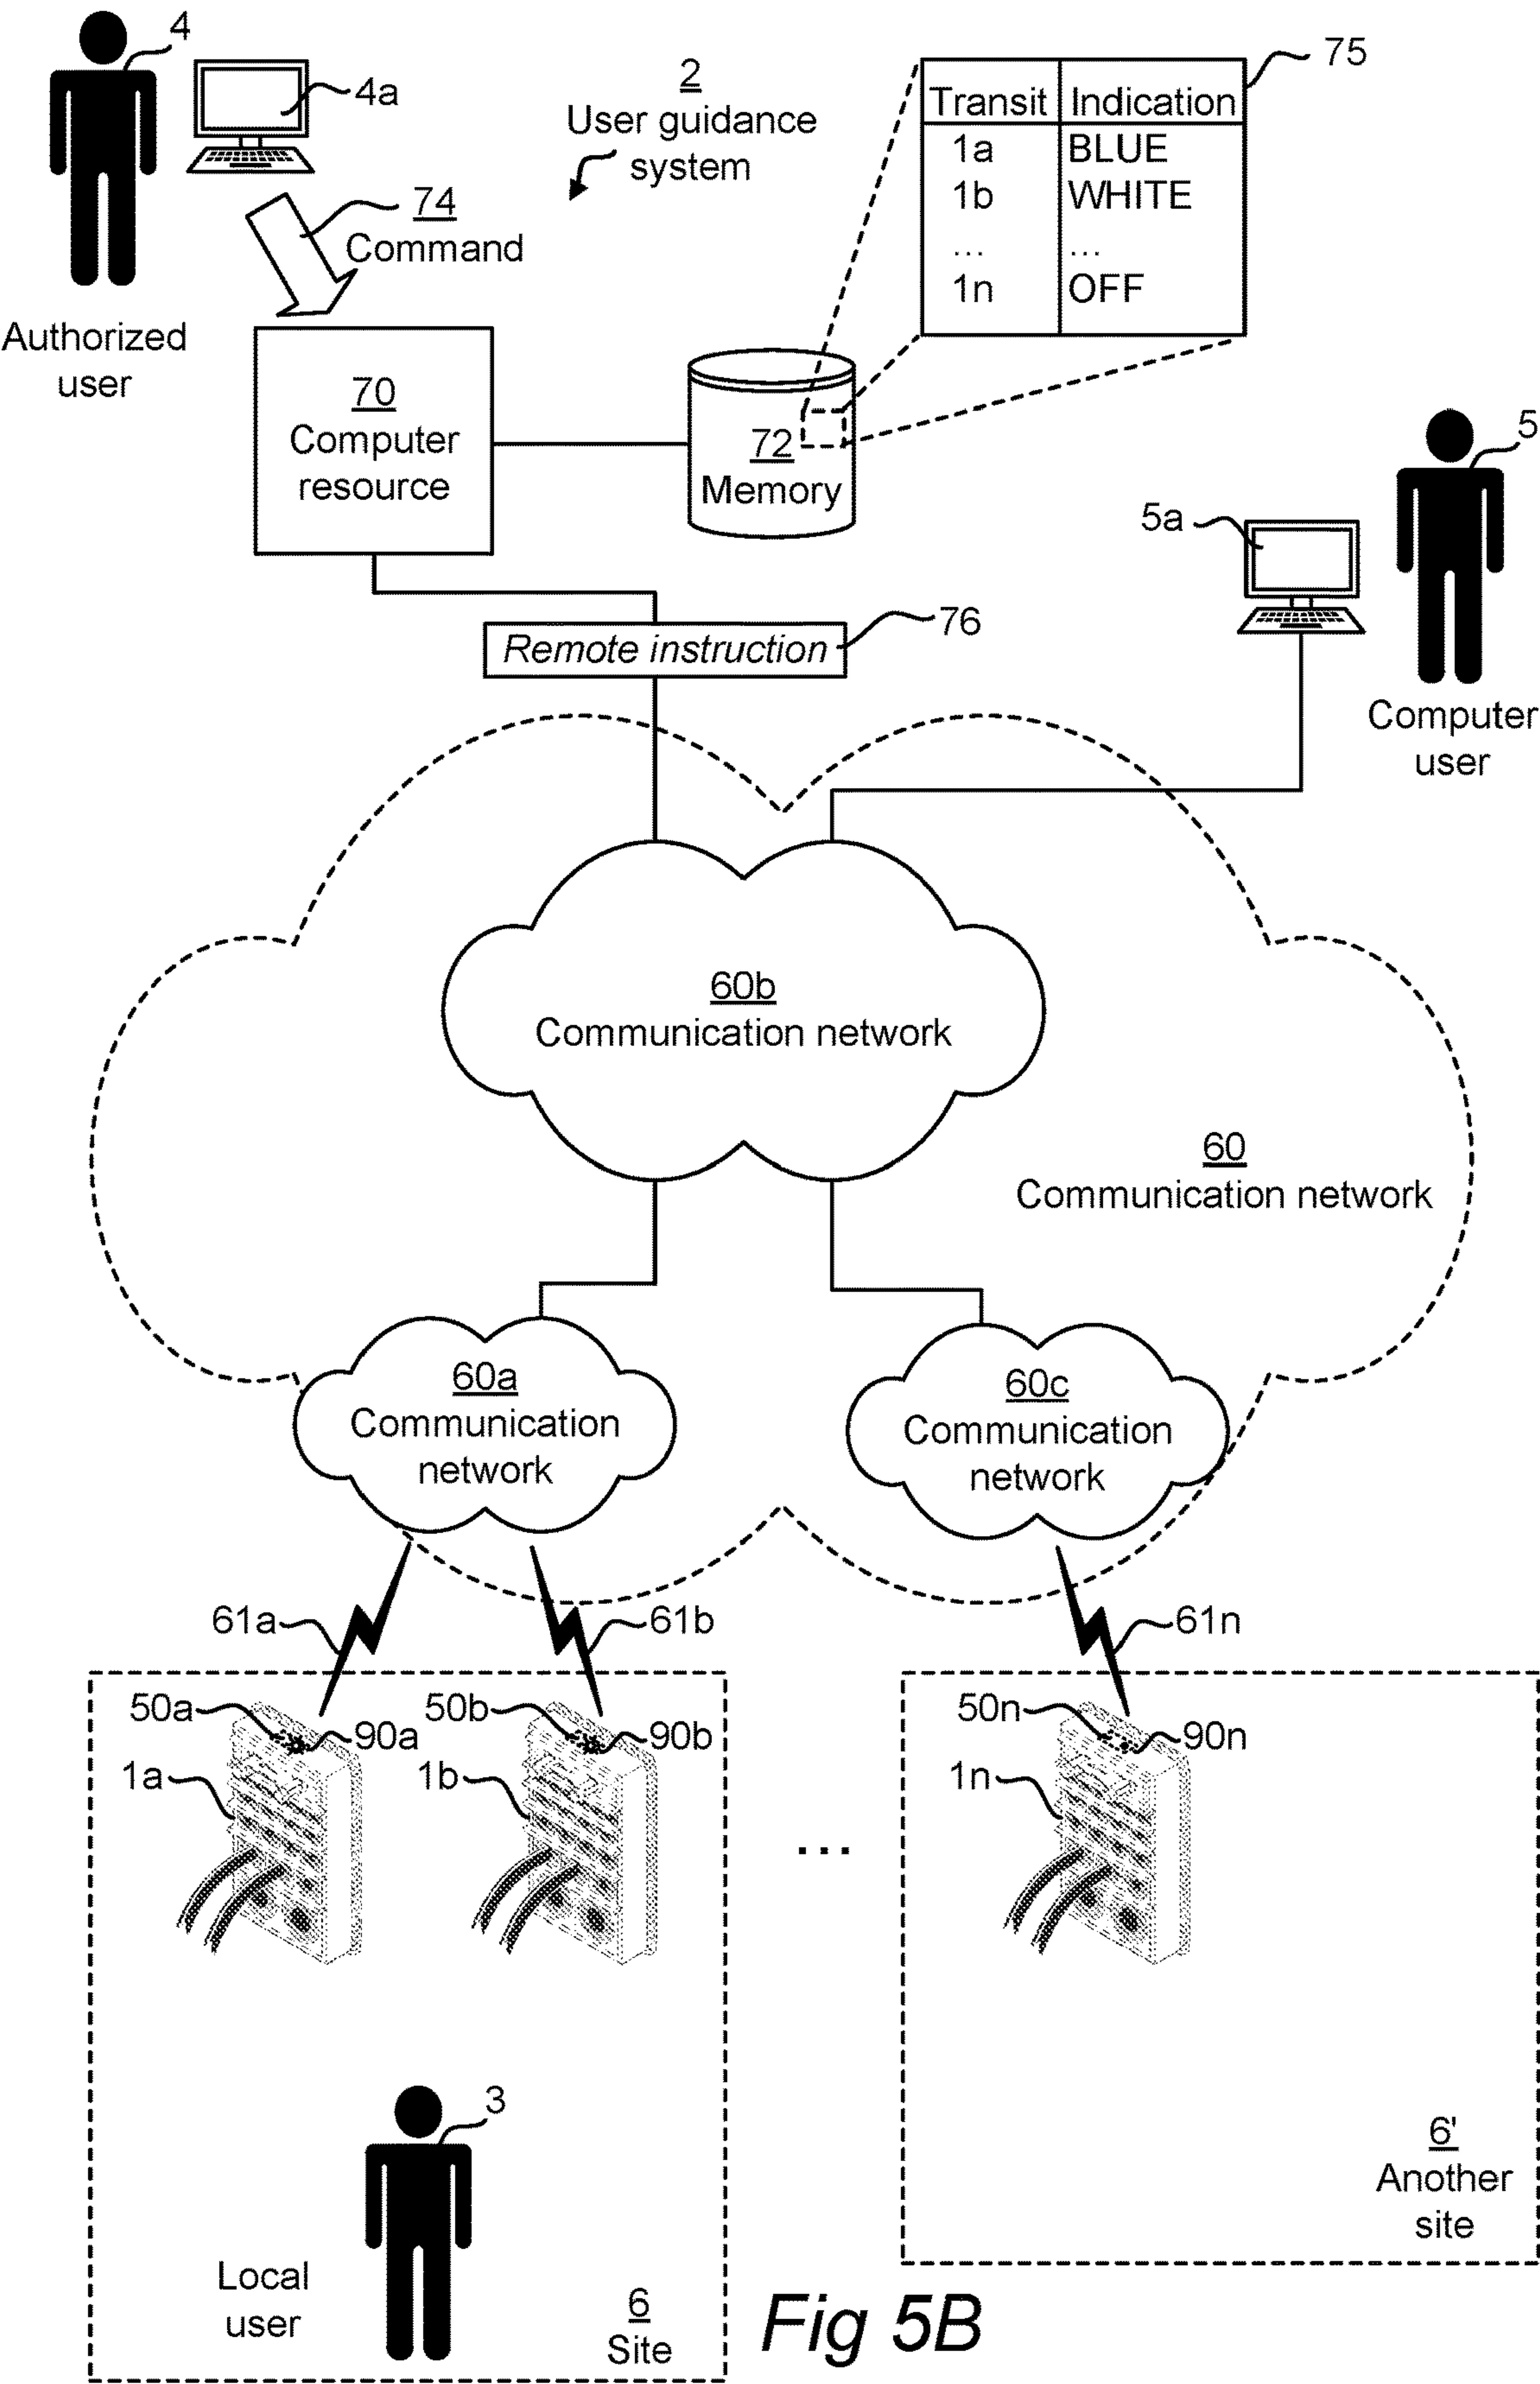 4
4a
2
User guidance
system
75
Transit Indication
1a BLUE
1b WHITE
... ...
1n OFF
74
Command
Authorized
user
70
Computer
resource
72
Memory
5
5a
Computer
user
76
Remote instruction
60b
Communication network
60
Communication network
60a
Communication
network
60c
Communication
network
61a
61b
61n
50a
90a
1a
50b
90b
1b
...
50n
90n
1n
3
Local
user
6
Site
6'
Another
site
Fig 5B